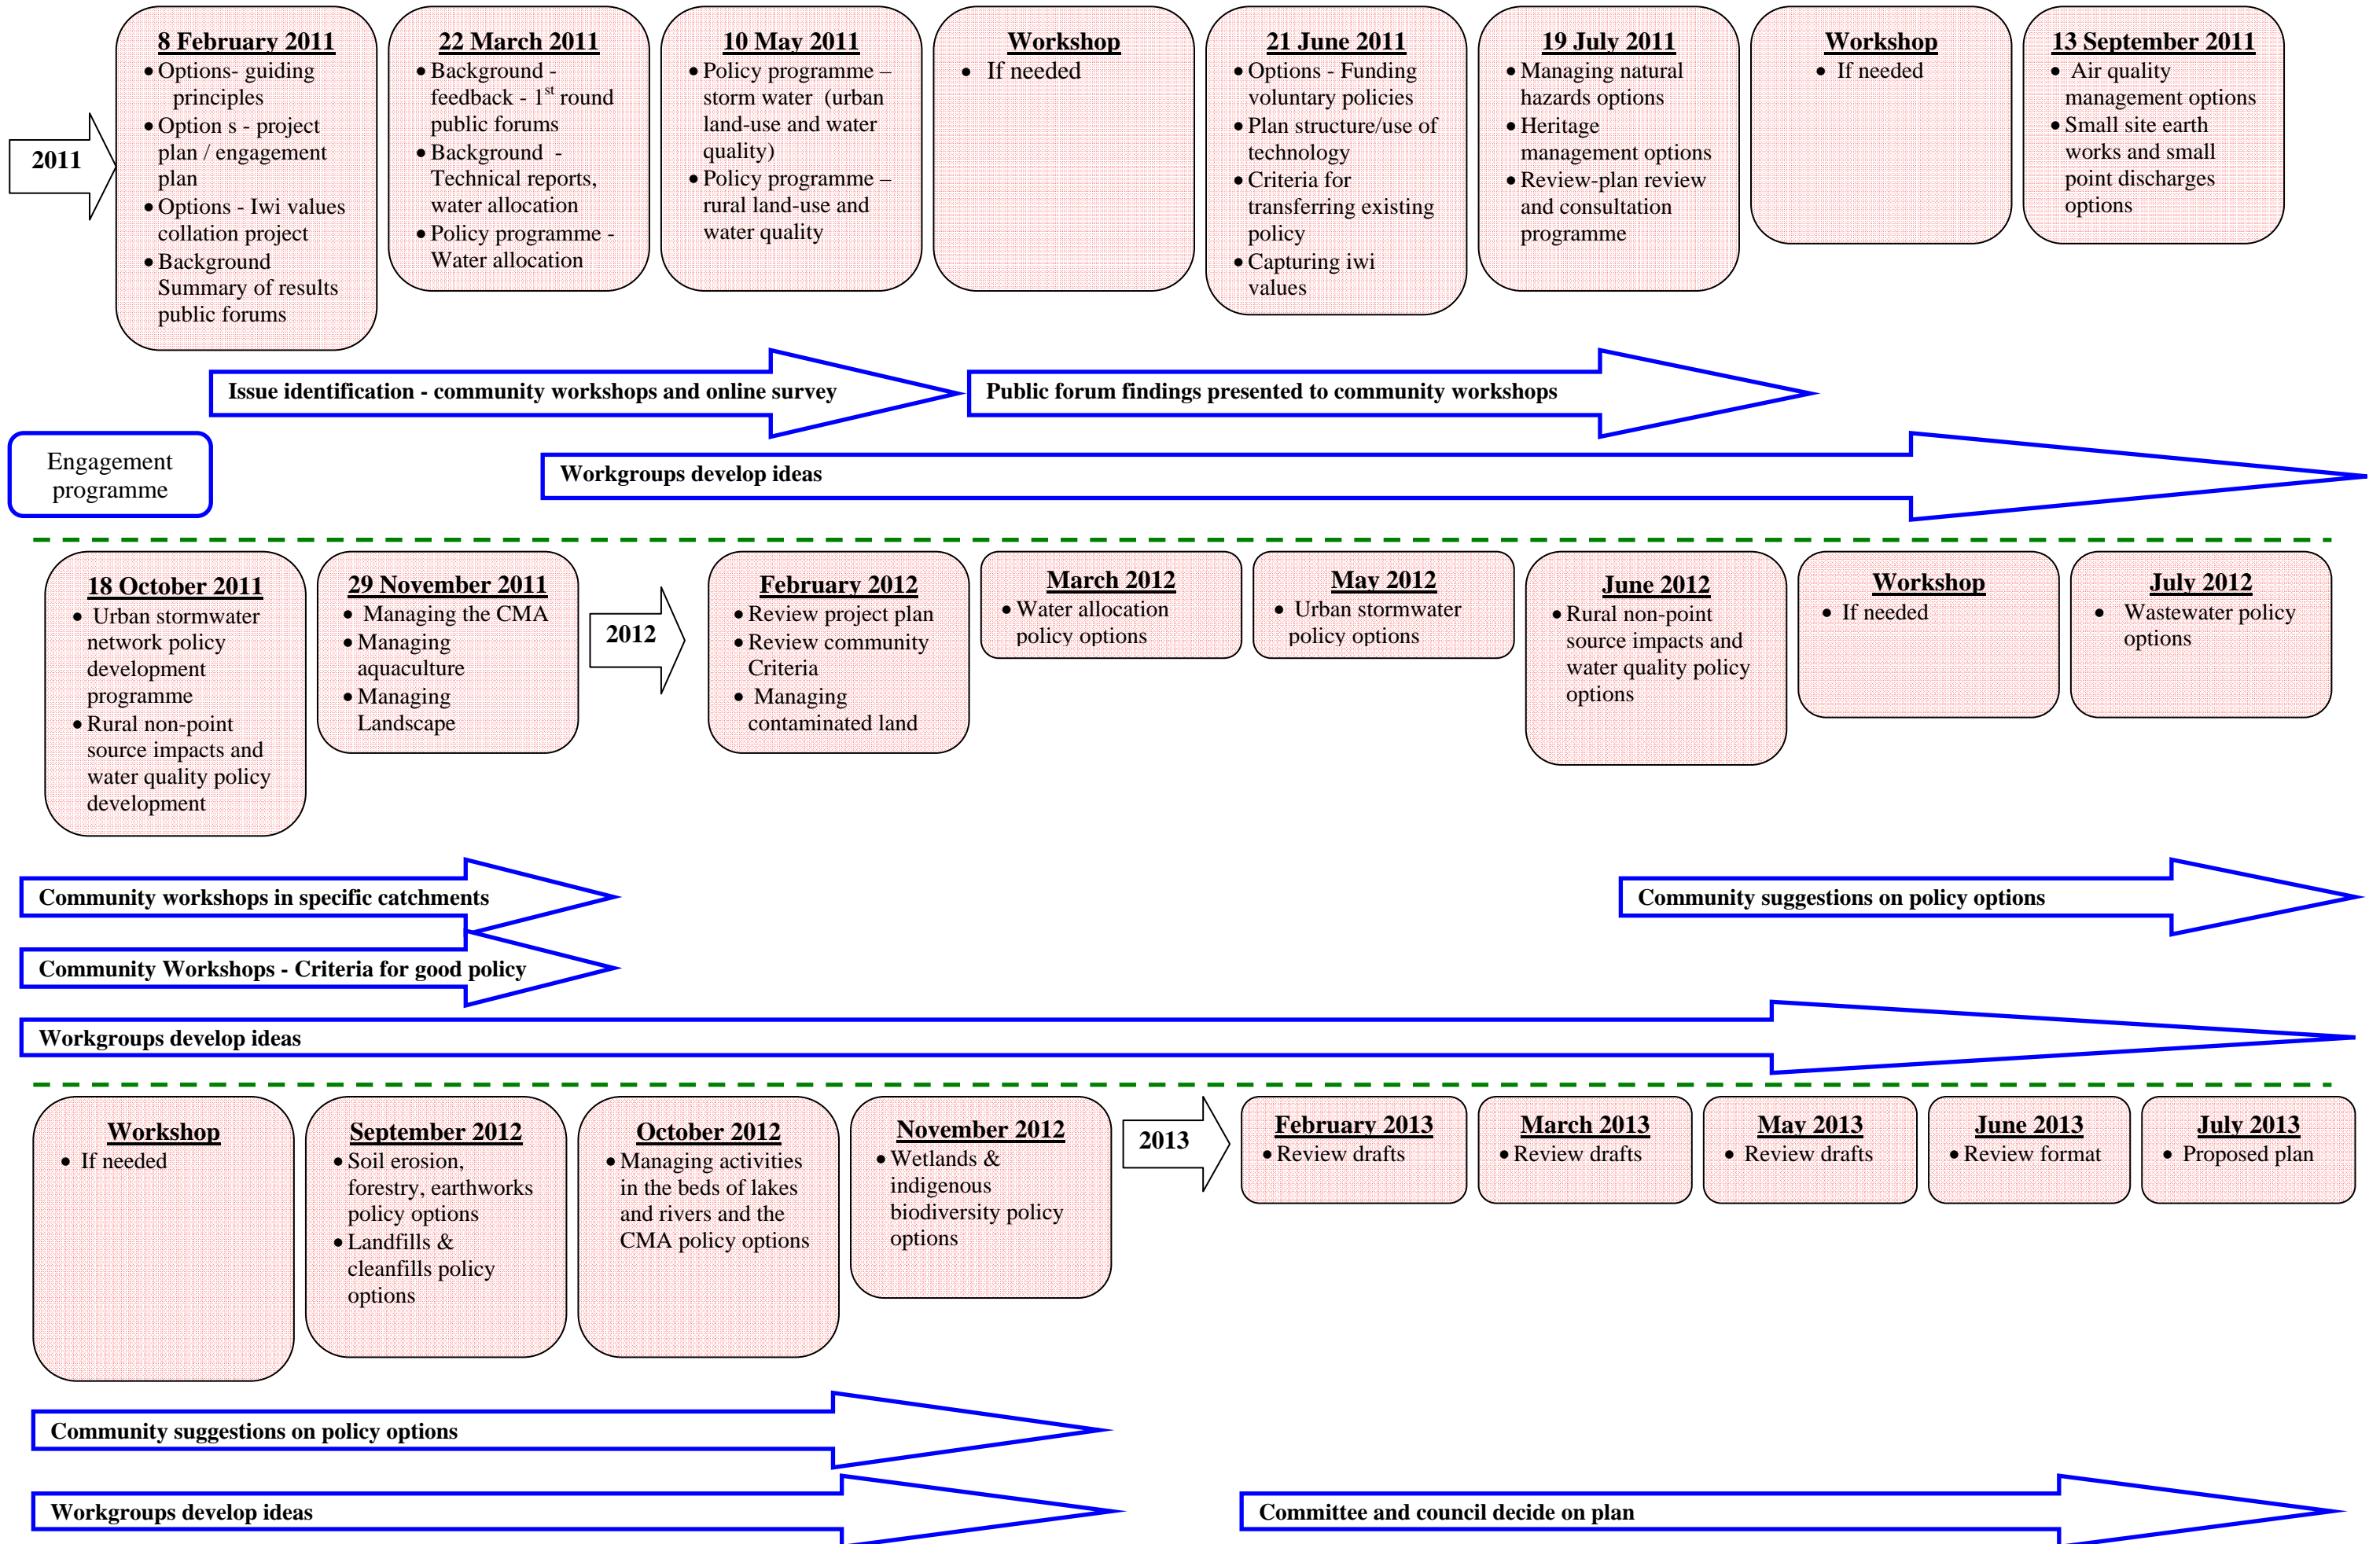 2011
8 February 2011
• Options- guiding
principles
• Option s - project
plan / engagement
plan
• Options - Iwi values
collation project
• Background
Summary of results
public forums
22 March 2011
• Background -
feedback - 1st round
public forums
• Background -
Technical reports,
water allocation
• Policy programme -
Water allocation
10 May 2011
• Policy programme –
storm water (urban
land-use and water
quality)
• Policy programme –
rural land-use and
water quality
Workshop
• If needed
21 June 2011
• Options - Funding
voluntary policies
• Plan structure/use of
technology
• Criteria for
transferring existing
policy
• Capturing iwi
values
19 July 2011
• Managing natural
hazards options
• Heritage
management options
• Review-plan review
and consultation
programme
Workshop
• If needed
13 September 2011
• Air quality
management options
• Small site earth
works and small
point discharges
options
Issue identification - community workshops and online survey
Public forum findings presented to community workshops
Engagement
programme
Workgroups develop ideas
18 October 2011
• Urban stormwater
network policy
development
programme
• Rural non-point
source impacts and
water quality policy
development
29 November 2011
• Managing the CMA
• Managing
aquaculture
• Managing
Landscape
2012
February 2012
• Review project plan
• Review community
Criteria
• Managing
contaminated land
March 2012
• Water allocation
policy options
May 2012
• Urban stormwater
policy options
June 2012
• Rural non-point
source impacts and
water quality policy
options
Workshop
• If needed
July 2012
• Wastewater policy
options
Community workshops in specific catchments
Community suggestions on policy options
Community Workshops - Criteria for good policy
Workgroups develop ideas
Workshop
• If needed
September 2012
• Soil erosion,
forestry, earthworks
policy options
• Landfills &
cleanfills policy
options
October 2012
• Managing activities
in the beds of lakes
and rivers and the
CMA policy options
November 2012
• Wetlands &
indigenous
biodiversity policy
options
2013
February 2013
• Review drafts
March 2013
• Review drafts
May 2013
• Review drafts
June 2013
• Review format
July 2013
• Proposed plan
Community suggestions on policy options
Workgroups develop ideas
Committee and council decide on plan